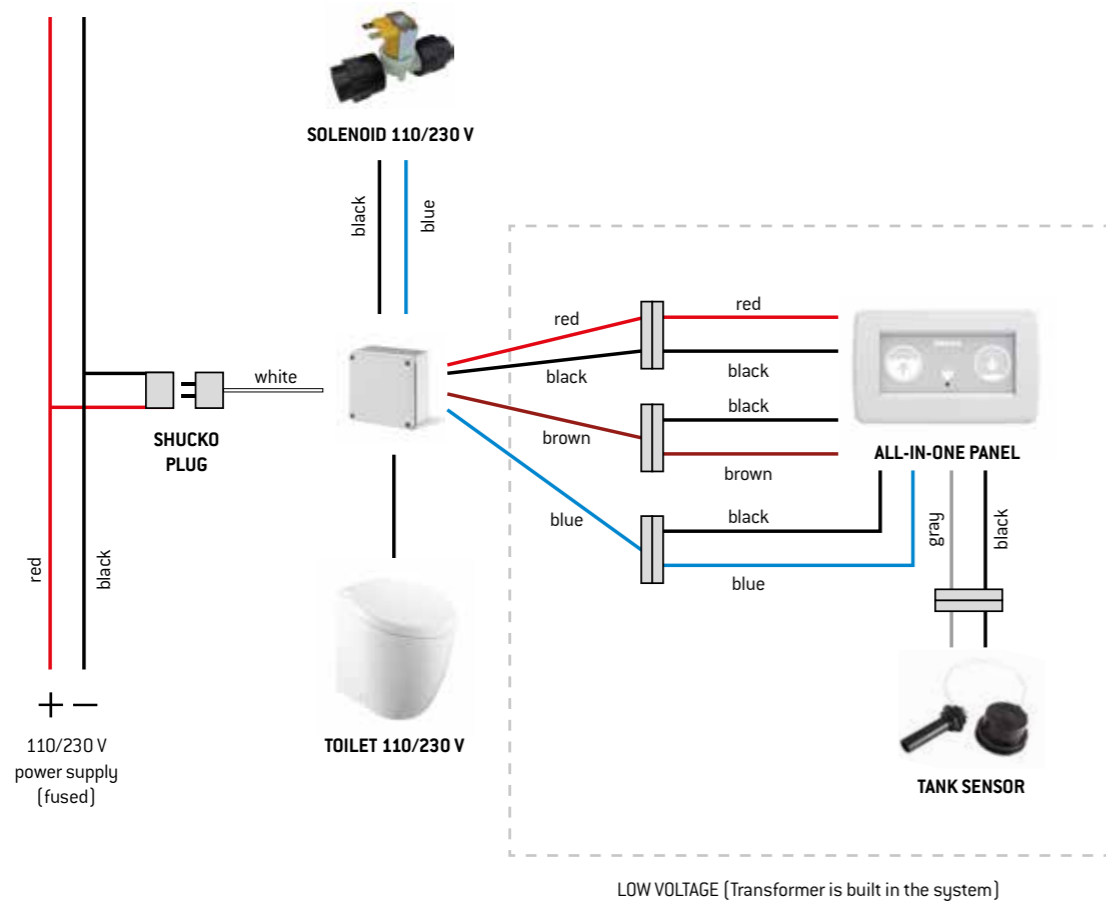 SOLENOID 110/230 V
black
blue
red
red
black
black
white
black
brown
SHUCKO
PLUG
brown
ALL-IN-ONE PANEL
black
blue
blue
gray
black
red
black
+ −
110/230 V
power supply
(fused)
TOILET 110/230 V
TANK SENSOR
LOW VOLTAGE (Transformer is built in the system)